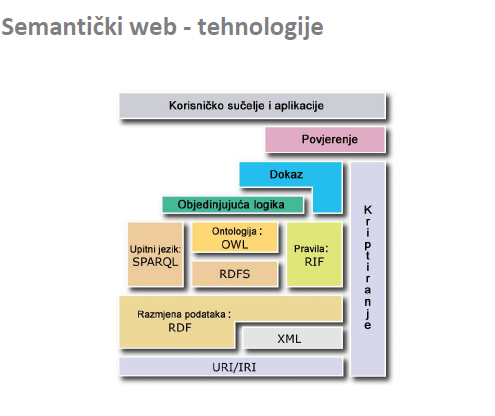 Semantički web - tehnologije
Korisničko sučelje i aplikacije
Povjerenje
Dokaz
Objedinjujuća logika
Kriptiranje
Upitni jezik:
SPARQL
Ontologija :
OWL
RDFS
Pravila:
RIF
Razmjena podataka :
RDF
XML
URI/IRI